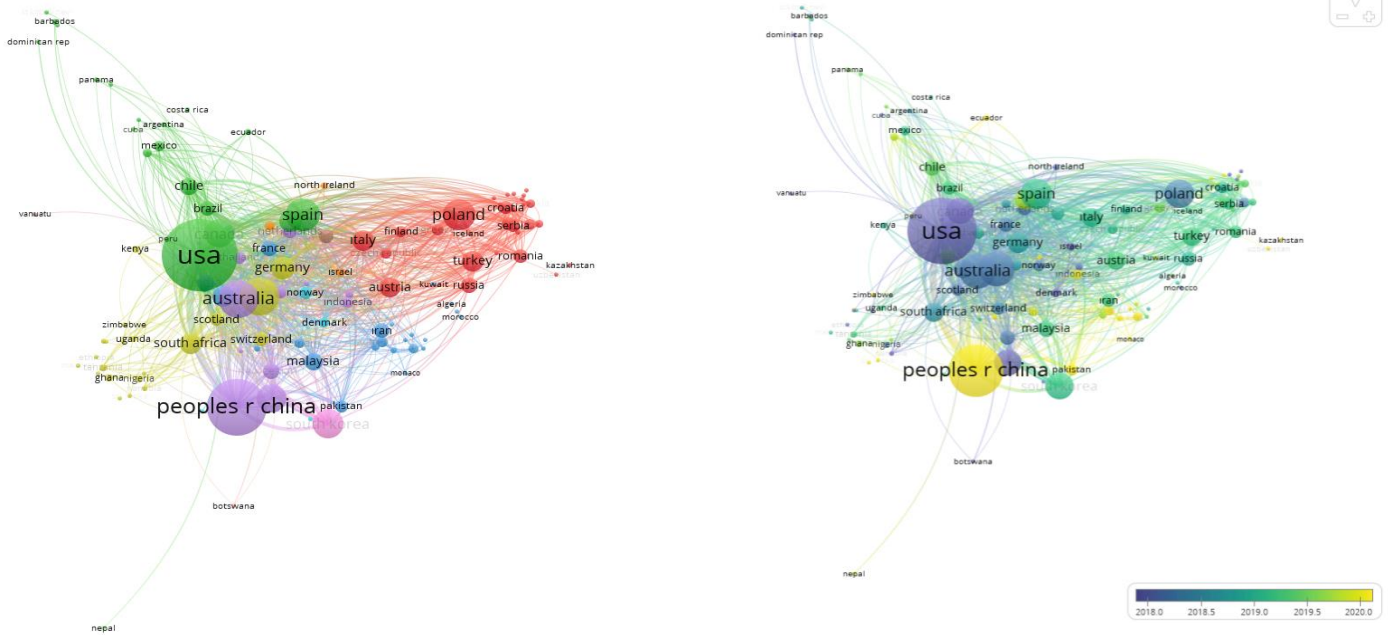 barbados
dominican rep
panama
costa rica
cuba
argentina
ecuador
mexico
chile
north ireland
brazil
vanuatu
spain
poland
croatia
canada
netherlands
peru
finland
iceland
serbia
kenya
usa
france
italy
czech republic
romania
germany
israel
turkey
kazakhstan
uzbekistan
australia
norway
indonesia
austria
kuwait
russia
algeria
morocco
scotland
denmark
zimbabwe
uganda
south africa
switzerland
iran
malaysia
monaco
tanzania
ghana
nigeria
peoples r china
pakistan
south korea
botswana
nepal
barbados
dominican rep
panama
costa rica
argentina
cuba
ecuador
mexico
chile
north ireland
brazil
vanuatu
spain
poland
croatia
peru
finland
iceland
serbia
kenya
usa
france
italy
romania
germany
israel
turkey
kazakhstan
australia
norway
indonesia
austria
kuwait
russia
algeria
morocco
scotland
denmark
zimbabwe
uganda
south africa
switzerland
iran
malaysia
monaco
ghana
nigeria
peoples r china
pakistan
south korea
botswana
nepal
2018.0 2018.5 2019.0 2019.5 2020.0